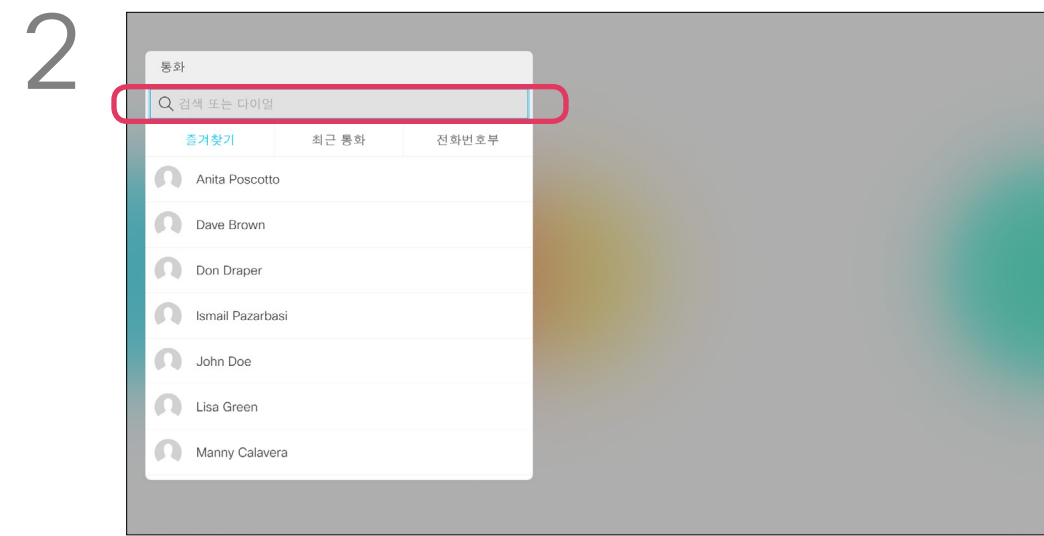 2
통화
검색 또는 다이얼
즐겨찾기 최근 통화 전화번호부
Anita Poscotto
Dave Brown
Don Draper
Ismail Pazarbasi
John Doe
Lisa Green
Manny Calavera